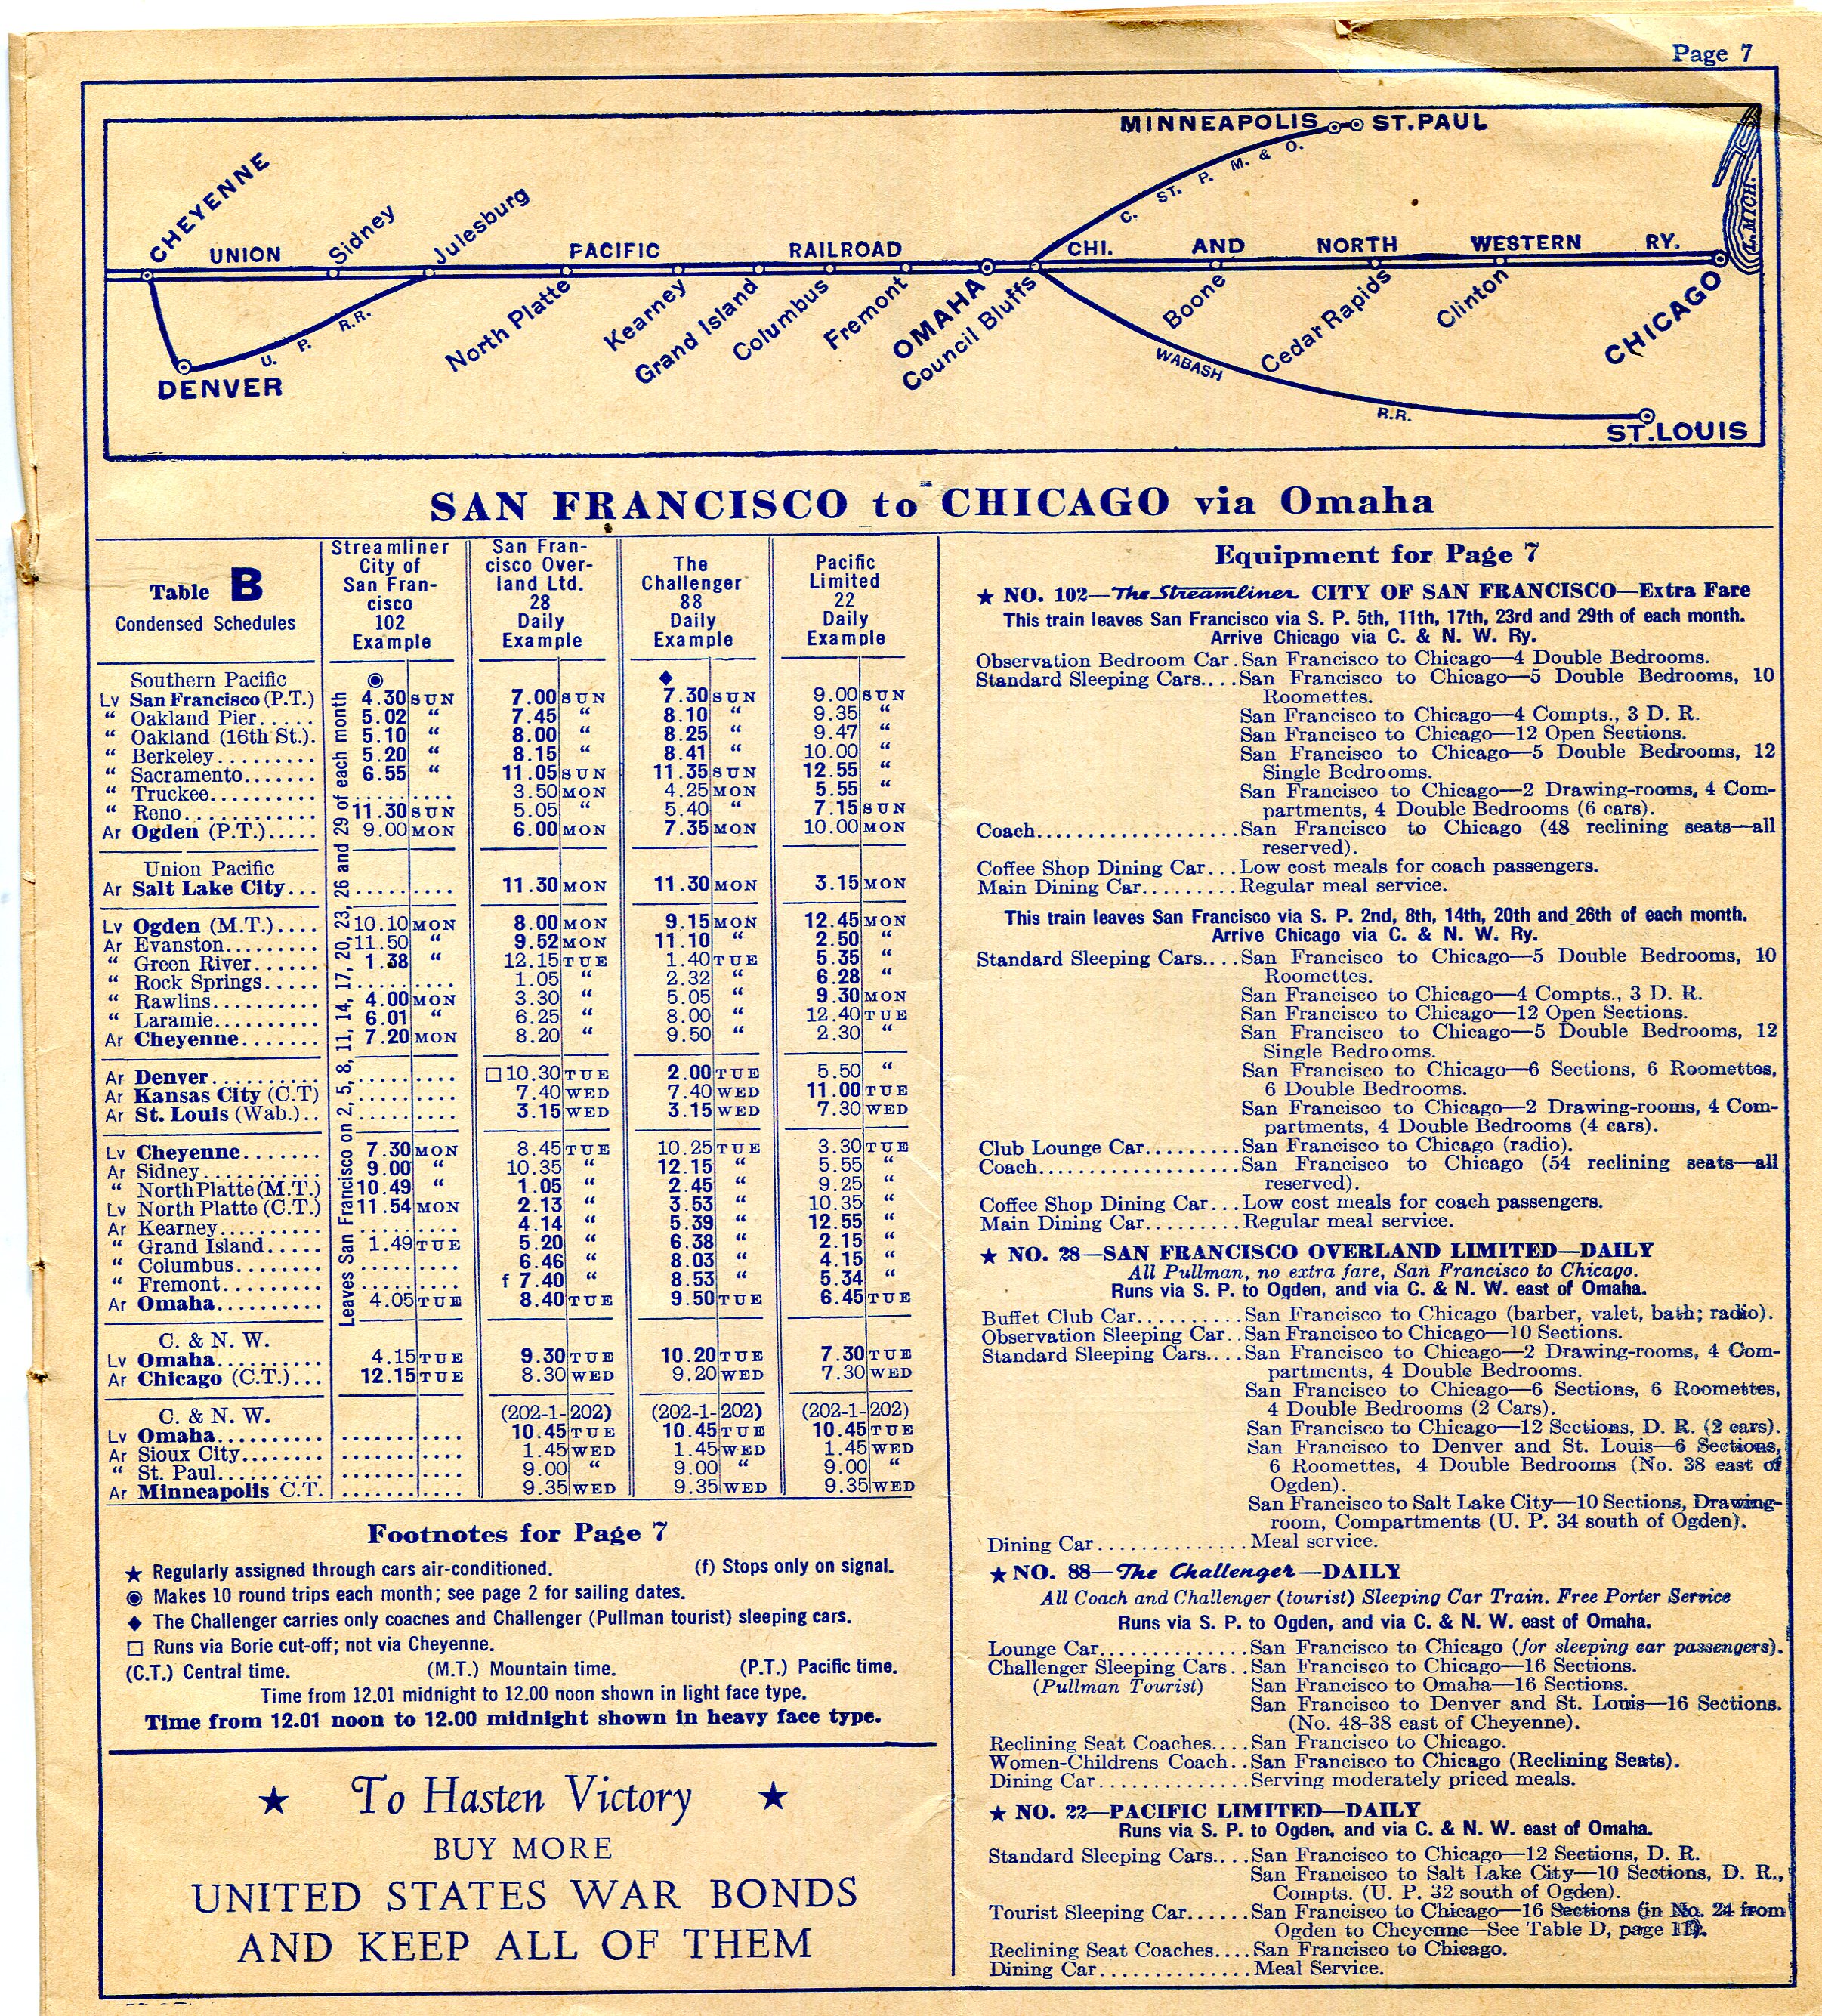 Page 7
MINNEAPOLIS ST.PAUL
C. ST. P. M. & O.
L.MICH.
CHEYENNE
Sidney
Julesburg
UNION PACIFIC RAILROAD CHI. AND NORTH WESTERN RY.
U. P. R.R.
DENVER
North Platte
Kearney
Grand Island
Columbus
Fremont
OMAHA
Council Bluffs
Boone
Cedar Rapids
Clinton
CHICAGO
WABASH R.R.
ST.LOUIS
SAN FRANCISCO to CHICAGO via Omaha
Table B
Condensed Schedules
Streamliner
City of
San Fran-
cisco
102
Example
San Fran-
cisco Over-
land Ltd.
28
Daily
Example
The
Challenger
88
Daily
Example
Pacific
Limited
22
Daily
Example
Leaves San Francisco on 2, 5, 8, 11, 14, 17, 20, 23, 26 and 29 of each month
Southern Pacific ◉ ◆
Lv San Francisco (P.T.) 4.30 SUN 7.00 SUN 7.30 SUN 9.00 SUN
“ Oakland Pier..... 5.02 “ 7.45 “ 8.10 “ 9.35 “
“ Oakland (16th St.). 5.10 “ 8.00 “ 8.25 “ 9.47 “
“ Berkeley......... 5.20 “ 8.15 “ 8.41 “ 10.00 “
“ Sacramento....... 6.55 “ 11.05 SUN 11.35 SUN 12.55 “
“ Truckee.......... .......... 3.50 MON 4.25 MON 5.55 “
“ Reno............ 11.30 SUN 5.05 “ 5.40 “ 7.15 SUN
Ar Ogden (P.T.)..... 9.00 MON 6.00 MON 7.35 MON 10.00 MON
Union Pacific
Ar Salt Lake City... .......... 11.30 MON 11.30 MON 3.15 MON
Lv Ogden (M.T.).... 10.10 MON 8.00 MON 9.15 MON 12.45 MON
Ar Evanston......... 11.50 “ 9.52 MON 11.10 “ 2.50 “
“ Green River...... 1.38 “ 12.15 TUE 1.40 TUE 5.35 “
“ Rock Springs..... .......... 1.05 “ 2.32 “ 6.28 “
“ Rawlins.......... 4.00 MON 3.30 “ 5.05 “ 9.30 MON
“ Laramie.......... 6.01 “ 6.25 “ 8.00 “ 12.40 TUE
Ar Cheyenne....... 7.20 MON 8.20 “ 9.50 “ 2.30 “
Ar Denver.......... .......... □ 10.30 TUE 2.00 TUE 5.50 “
Ar Kansas City (C.T) .......... 7.40 WED 7.40 WED 11.00 TUE
Ar St. Louis (Wab.).. .......... 3.15 WED 3.15 WED 7.30 WED
Lv Cheyenne....... 7.30 MON 8.45 TUE 10.25 TUE 3.30 TUE
Ar Sidney........... 9.00 “ 10.35 “ 12.15 “ 5.55 “
“ North Platte (M.T.) 10.49 “ 1.05 “ 2.45 “ 9.25 “
Lv North Platte (C.T.) 11.54 MON 2.13 “ 3.53 “ 10.35 “
Ar Kearney.......... .......... 4.14 “ 5.39 “ 12.55 “
“ Grand Island..... 1.49 TUE 5.20 “ 6.38 “ 2.15 “
“ Columbus........ .......... 6.46 “ 8.03 “ 4.15 “
“ Fremont.......... .......... f 7.40 “ 8.53 “ 5.34 “
Ar Omaha.......... 4.05 TUE 8.40 TUE 9.50 TUE 6.45 TUE
C. & N. W.
Lv Omaha.......... 4.15 TUE 9.30 TUE 10.20 TUE 7.30 TUE
Ar Chicago (C.T.)... 12.15 TUE 8.30 WED 9.20 WED 7.30 WED
C. & N. W. (202-1-202) (202-1-202) (202-1-202)
Lv Omaha.......... .......... 10.45 TUE 10.45 TUE 10.45 TUE
Ar Sioux City........ .......... 1.45 WED 1.45 WED 1.45 WED
“ St. Paul.......... .......... 9.00 “ 9.00 “ 9.00 “
Ar Minneapolis C.T. .......... 9.35 WED 9.35 WED 9.35 WED
Footnotes for Page 7
★ Regularly assigned through cars air-conditioned. (f) Stops only on signal.
◉ Makes 10 round trips each month; see page 2 for sailing dates.
◆ The Challenger carries only coacnes and Challenger (Pullman tourist) sleeping cars.
□ Runs via Borie cut-off; not via Cheyenne.
(C.T.) Central time. (M.T.) Mountain time. (P.T.) Pacific time.
Time from 12.01 midnight to 12.00 noon shown in light face type.
Time from 12.01 noon to 12.00 midnight shown in heavy face type.
★ To Hasten Victory ★
BUY MORE
UNITED STATES WAR BONDS
AND KEEP ALL OF THEM
Equipment for Page 7
★ NO. 102—The Streamliner CITY OF SAN FRANCISCO—Extra Fare
This train leaves San Francisco via S. P. 5th, 11th, 17th, 23rd and 29th of each month.
Arrive Chicago via C. & N. W. Ry.
Observation Bedroom Car. San Francisco to Chicago—4 Double Bedrooms.
Standard Sleeping Cars.... San Francisco to Chicago—5 Double Bedrooms, 10
Roomettes.
San Francisco to Chicago—4 Compts., 3 D. R.
San Francisco to Chicago—12 Open Sections.
San Francisco to Chicago—5 Double Bedrooms, 12
Single Bedrooms.
San Francisco to Chicago—2 Drawing-rooms, 4 Com-
partments, 4 Double Bedrooms (6 cars).
Coach................... San Francisco to Chicago (48 reclining seats—all
reserved).
Coffee Shop Dining Car... Low cost meals for coach passengers.
Main Dining Car......... Regular meal service.
This train leaves San Francisco via S. P. 2nd, 8th, 14th, 20th and 26th of each month.
Arrive Chicago via C. & N. W. Ry.
Standard Sleeping Cars.... San Francisco to Chicago—5 Double Bedrooms, 10
Roomettes.
San Francisco to Chicago—4 Compts., 3 D. R.
San Francisco to Chicago—12 Open Sections.
San Francisco to Chicago—5 Double Bedrooms, 12
Single Bedrooms.
San Francisco to Chicago—6 Sections, 6 Roomettes,
6 Double Bedrooms.
San Francisco to Chicago—2 Drawing-rooms, 4 Com-
partments, 4 Double Bedrooms (4 cars).
Club Lounge Car......... San Francisco to Chicago (radio).
Coach................... San Francisco to Chicago (54 reclining seats—all
reserved).
Coffee Shop Dining Car... Low cost meals for coach passengers.
Main Dining Car......... Regular meal service.
★ NO. 28—SAN FRANCISCO OVERLAND LIMITED—DAILY
All Pullman, no extra fare, San Francisco to Chicago.
Runs via S. P. to Ogden, and via C. & N. W. east of Omaha.
Buffet Club Car.......... San Francisco to Chicago (barber, valet, bath; radio).
Observation Sleeping Car.. San Francisco to Chicago—10 Sections.
Standard Sleeping Cars.... San Francisco to Chicago—2 Drawing-rooms, 4 Com-
partments, 4 Double Bedrooms.
San Francisco to Chicago—6 Sections, 6 Roomettes,
4 Double Bedrooms (2 Cars).
San Francisco to Chicago—12 Sections, D. R. (2 cars).
San Francisco to Denver and St. Louis—6 Sections,
6 Roomettes, 4 Double Bedrooms (No. 38 east of
Ogden).
San Francisco to Salt Lake City—10 Sections, Drawing-
room, Compartments (U. P. 34 south of Ogden).
Dining Car.............. Meal service.
★ NO. 88—The Challenger—DAILY
All Coach and Challenger (tourist) Sleeping Car Train. Free Porter Service
Runs via S. P. to Ogden, and via C. & N. W. east of Omaha.
Lounge Car.............. San Francisco to Chicago (for sleeping car passengers).
Challenger Sleeping Cars.. San Francisco to Chicago—16 Sections.
(Pullman Tourist) San Francisco to Omaha—16 Sections.
San Francisco to Denver and St. Louis—16 Sections.
(No. 48-38 east of Cheyenne).
Reclining Seat Coaches.... San Francisco to Chicago.
Women-Childrens Coach.. San Francisco to Chicago (Reclining Seats).
Dining Car.............. Serving moderately priced meals.
★ NO. 22—PACIFIC LIMITED—DAILY
Runs via S. P. to Ogden, and via C. & N. W. east of Omaha.
Standard Sleeping Cars.... San Francisco to Chicago—12 Sections, D. R.
San Francisco to Salt Lake City—10 Sections, D. R.,
Compts. (U. P. 32 south of Ogden).
Tourist Sleeping Car...... San Francisco to Chicago—16 Sections (in No. 24 from
Ogden to Cheyenne—See Table D, page
Reclining Seat Coaches.... San Francisco to Chicago.
Dining Car.............. Meal Service.